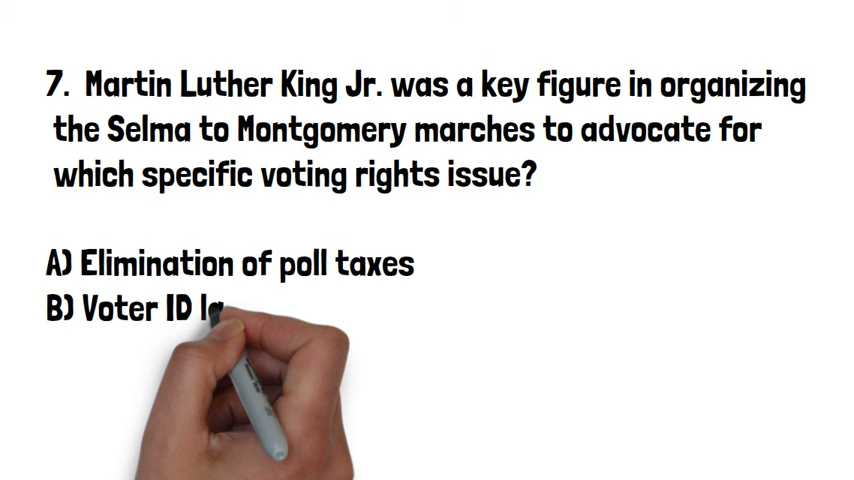 7. Martin Luther King Jr. was a key figure in organizing
the Selma to Montgomery marches to advocate for
which specific voting rights issue?
A) Elimination of poll taxes
B) Voter ID